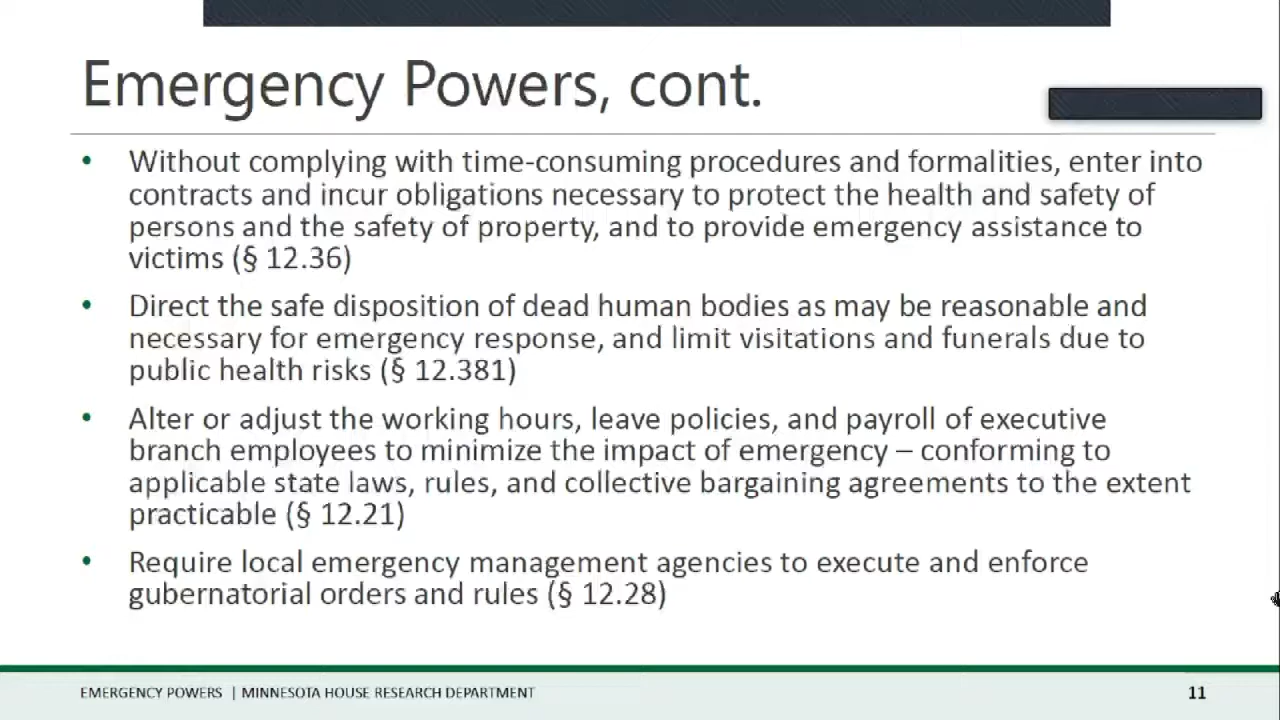 Emergency Powers, cont.
• Without complying with time-consuming procedures and formalities, enter into
contracts and incur obligations necessary to protect the health and safety of
persons and the safety of property, and to provide emergency assistance to
victims (§ 12.36)
• Direct the safe disposition of dead human bodies as may be reasonable and
necessary for emergency response, and limit visitations and funerals due to
public health risks (§ 12.381)
• Alter or adjust the working hours, leave policies, and payroll of executive
branch employees to minimize the impact of emergency – conforming to
applicable state laws, rules, and collective bargaining agreements to the extent
practicable (§ 12.21)
• Require local emergency management agencies to execute and enforce
gubernatorial orders and rules (§ 12.28)
EMERGENCY POWERS | MINNESOTA HOUSE RESEARCH DEPARTMENT 11